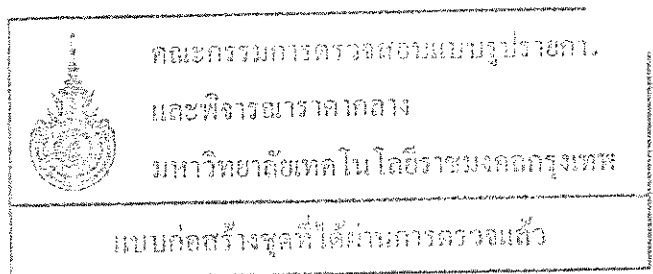 คณะกรรมการตรวจสอบแบบรูปรายการ
และพิจารณาราคากลาง
มหาวิทยาลัยเทคโนโลยีราชมงคลกรุงเทพ
แบบก่อสร้างชุดที่ได้ผ่านการตรวจแล้ว